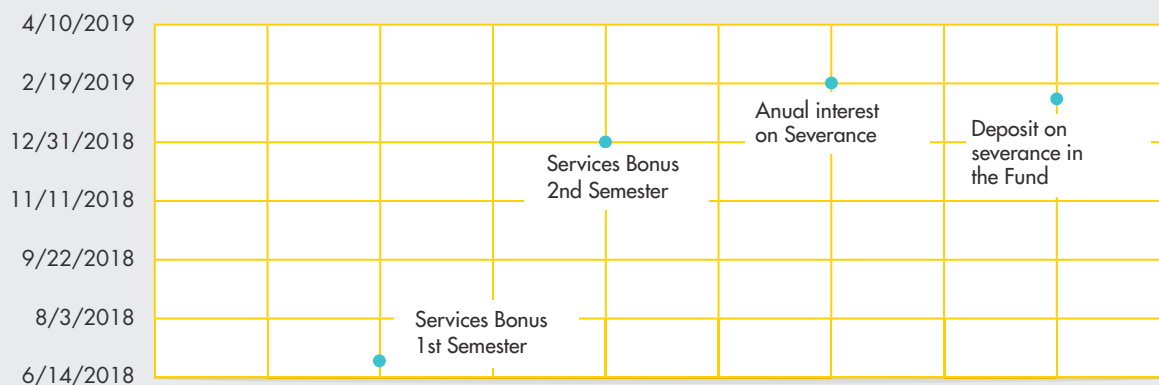 4/10/2019
2/19/2019
12/31/2018
11/11/2018
9/22/2018
8/3/2018
6/14/2018
Services Bonus
1st Semester
Services Bonus
2nd Semester
Anual interest
on Severance
Deposit on
severance in
the Fund